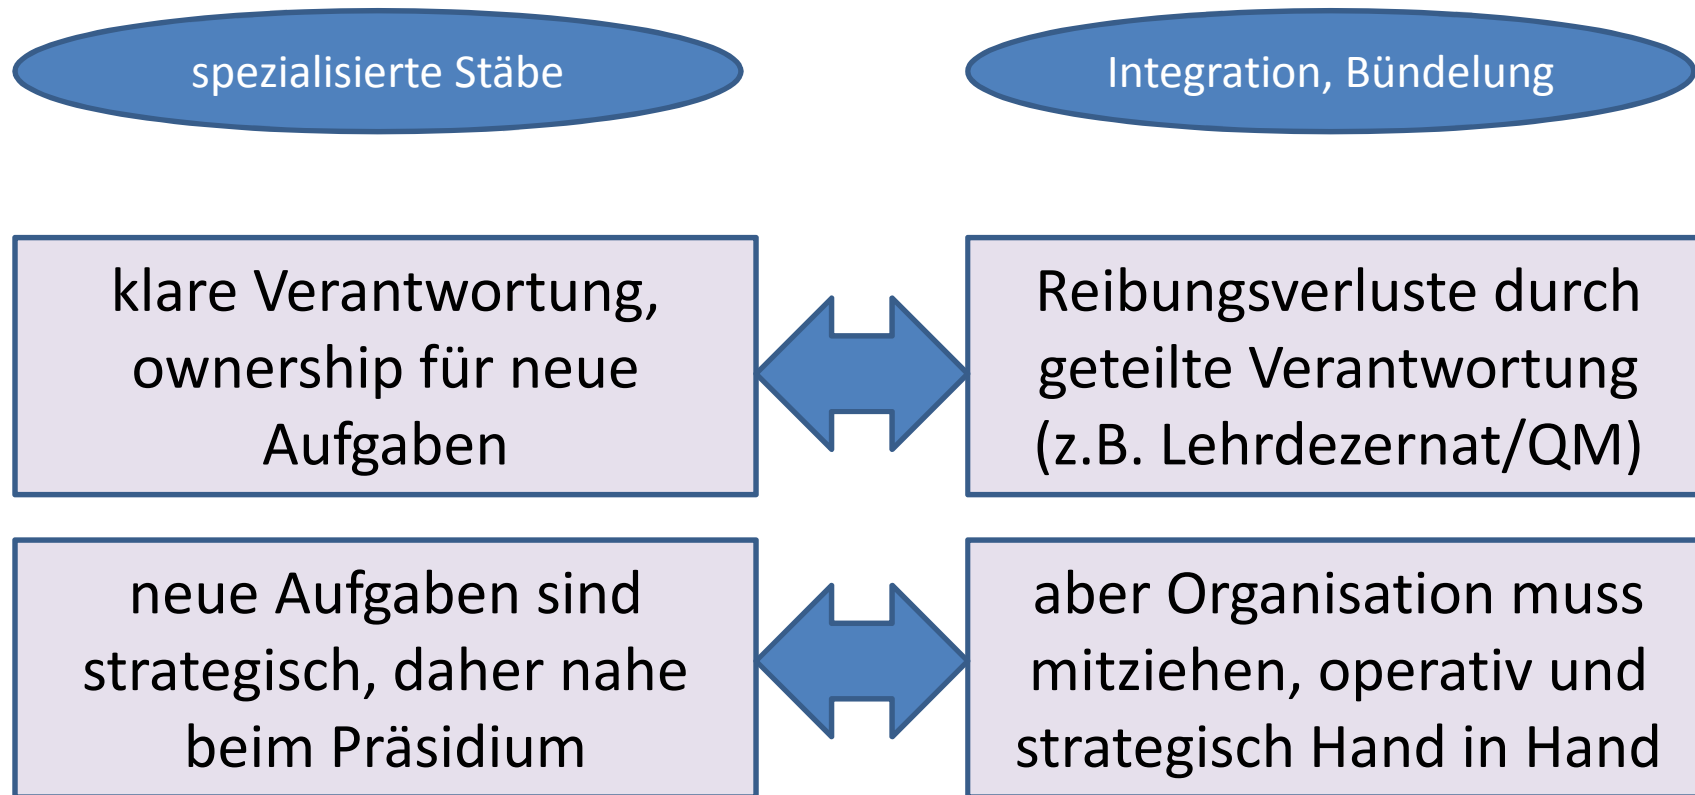 spezialisierte Stäbe
Integration, Bündelung
klare Verantwortung,
ownership für neue
Aufgaben
Reibungsverluste durch
geteilte Verantwortung
(z.B. Lehrdezernat/QM)
neue Aufgaben sind
strategisch, daher nahe
beim Präsidium
aber Organisation muss
mitziehen, operativ und
strategisch Hand in Hand